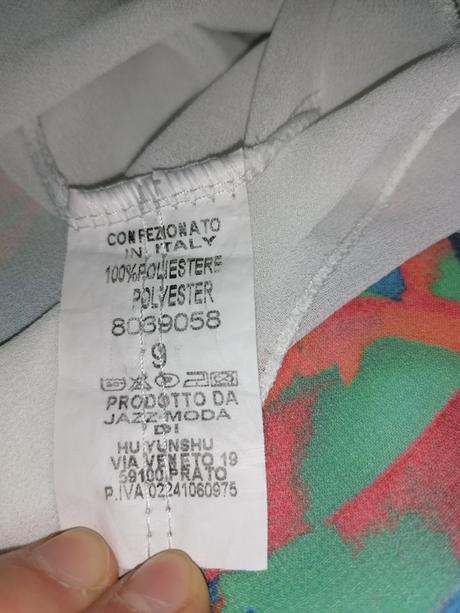 CONFEZIONATO
IN ITALY
100%POLIESTERE
POLYESTER
8039058
9
PRODOTTO DA
JAZZ-MODA
DI
HU YUNSHU
VIA VENETO 19
59100 PRATO
P.IVA 02241060975